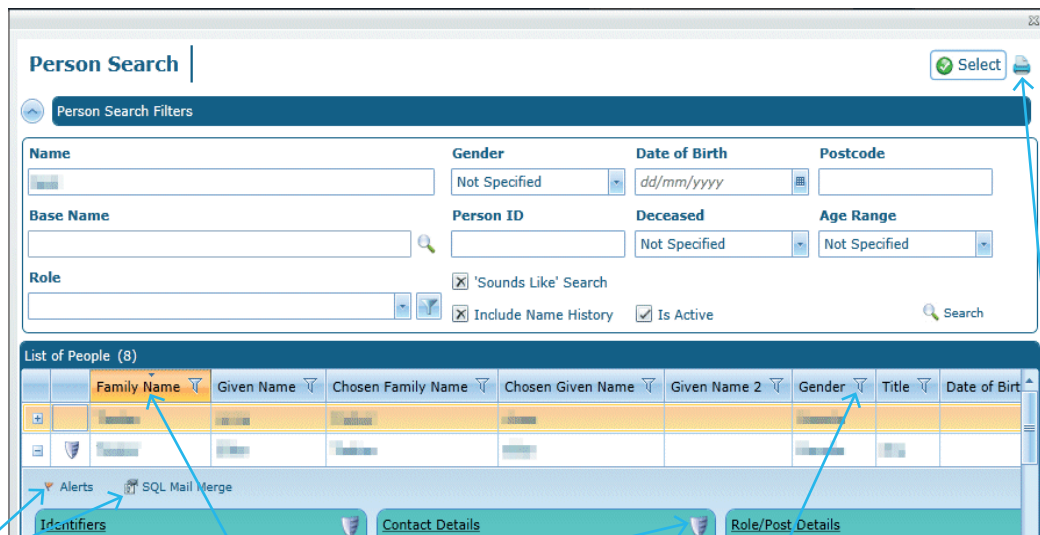 Person Search
Select
Person Search Filters
Name Gender Date of Birth Postcode
Not Specified dd/mm/yyyy
Base Name Person ID Deceased Age Range
Not Specified Not Specified
Role 'Sounds Like' Search
Include Name History Is Active Search
List of People (8)
Family Name Given Name Chosen Family Name Chosen Given Name Given Name 2 Gender Title Date of Birt
Alerts SQL Mail Merge
Identifiers Contact Details Role/Post Details